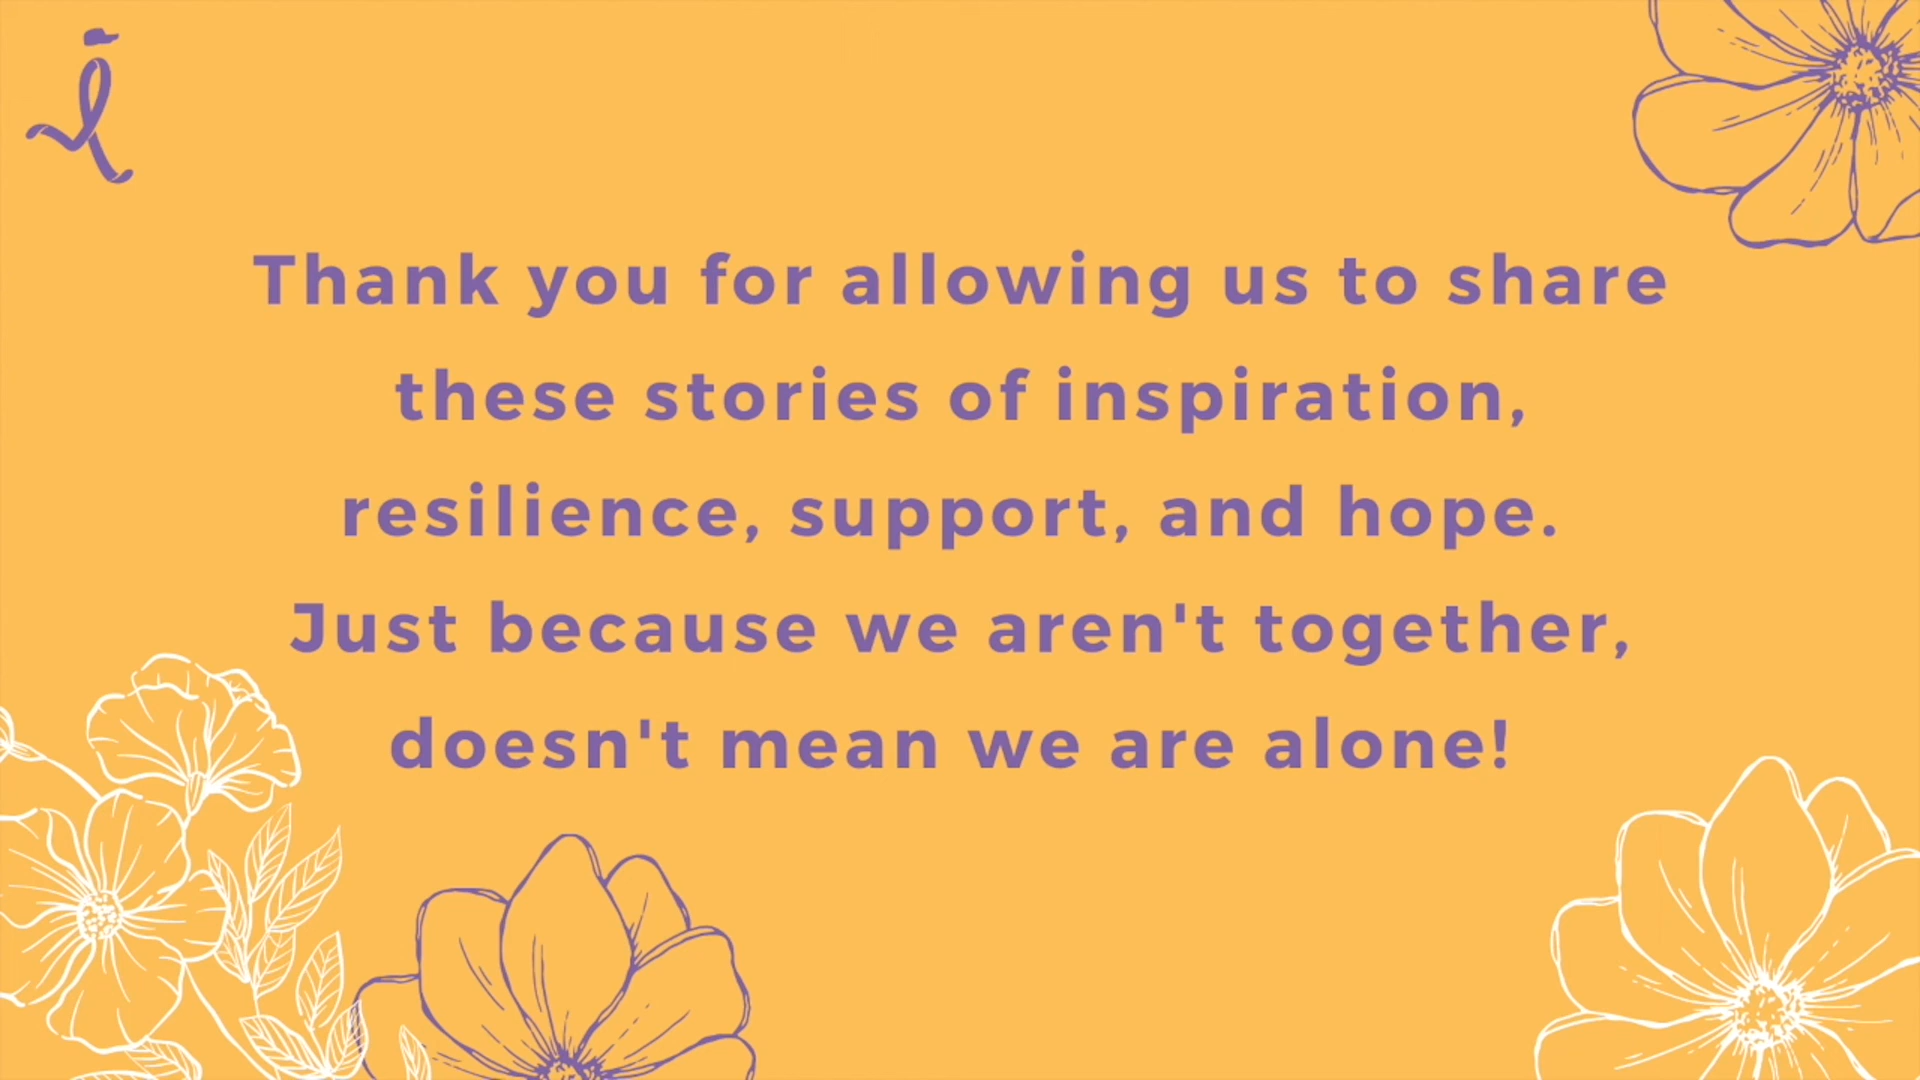 Thank you for allowing us to share
these stories of inspiration,
resilience, support, and hope.
Just because we aren't together,
doesn't mean we are alone!